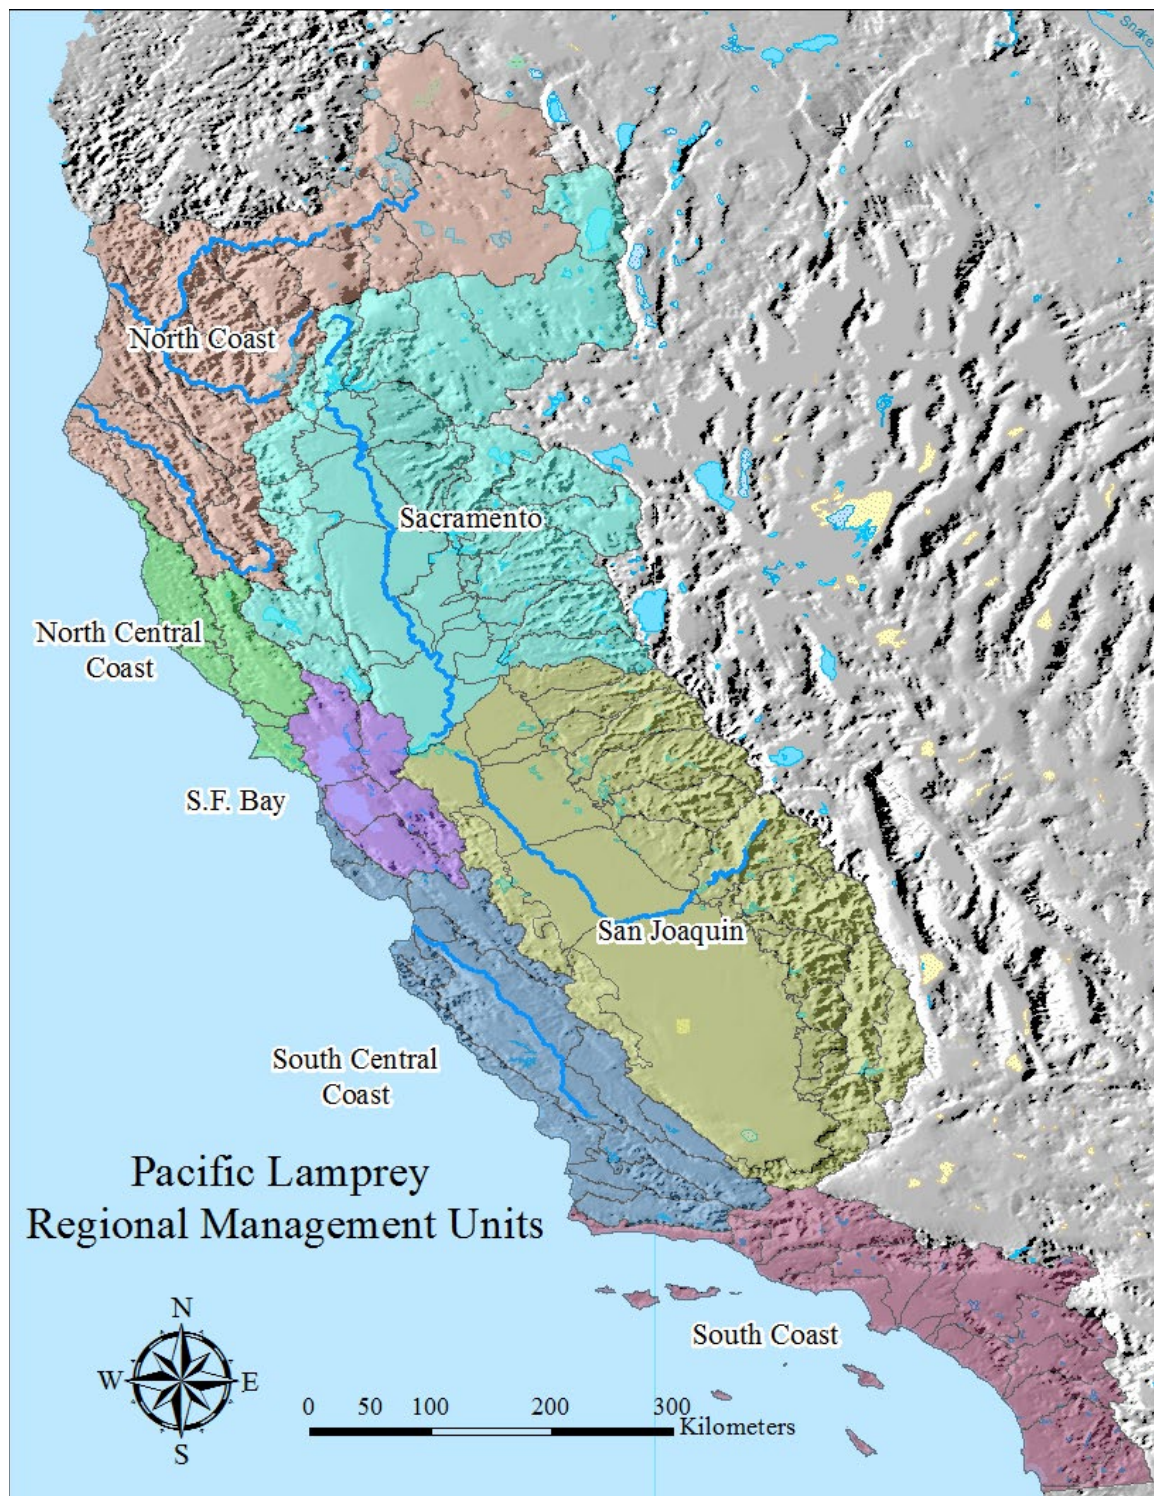 Snake
North Coast
Sacramento
North Central
Coast
S.F. Bay
San Joaquin
South Central
Coast
Pacific Lamprey
Regional Management Units
South Coast
N
W
E
S
0 50 100 200 300
Kilometers